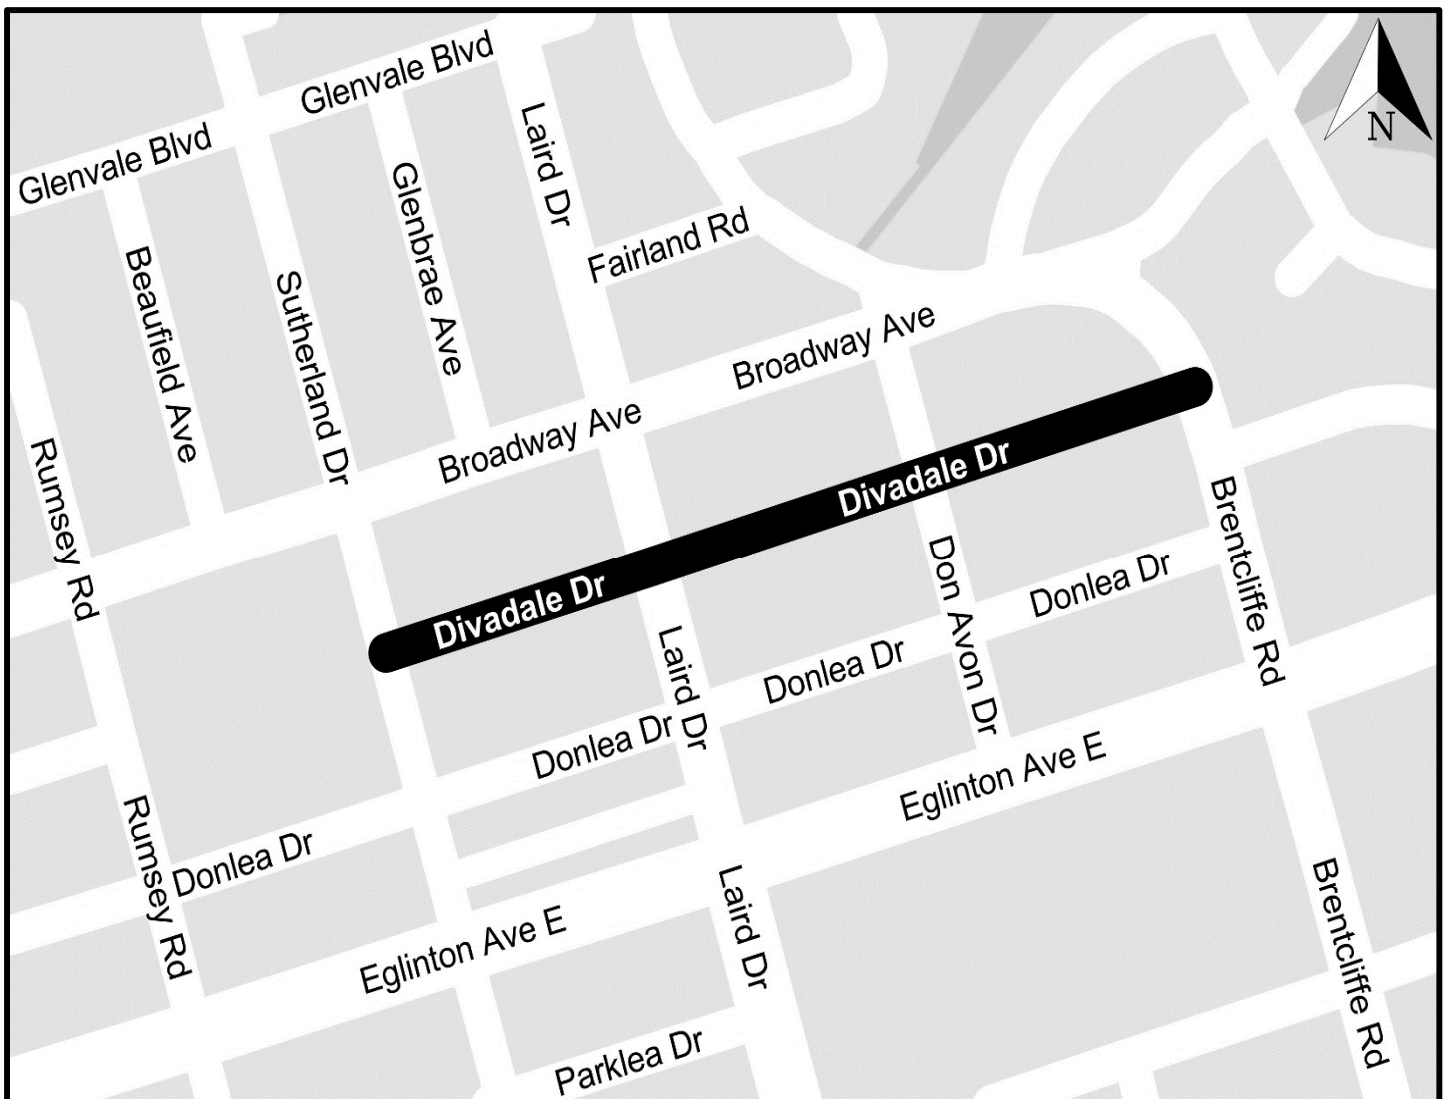 Glenvale Blvd
N
Glenvale Blvd
Laird Dr
Glenbrae Ave
Fairland Rd
Beaufield Ave
Sutherland Dr
Broadway Ave
Broadway Ave
Rumsey Rd
Divadale Dr
Brentcliffe Rd
Divadale Dr
Don Avon Dr
Donlea Dr
Laird Dr
Donlea Dr
Donlea Dr
Eglinton Ave E
Rumsey Rd
Donlea Dr
Laird Dr
Brentcliffe Rd
Eglinton Ave E
Parklea Dr